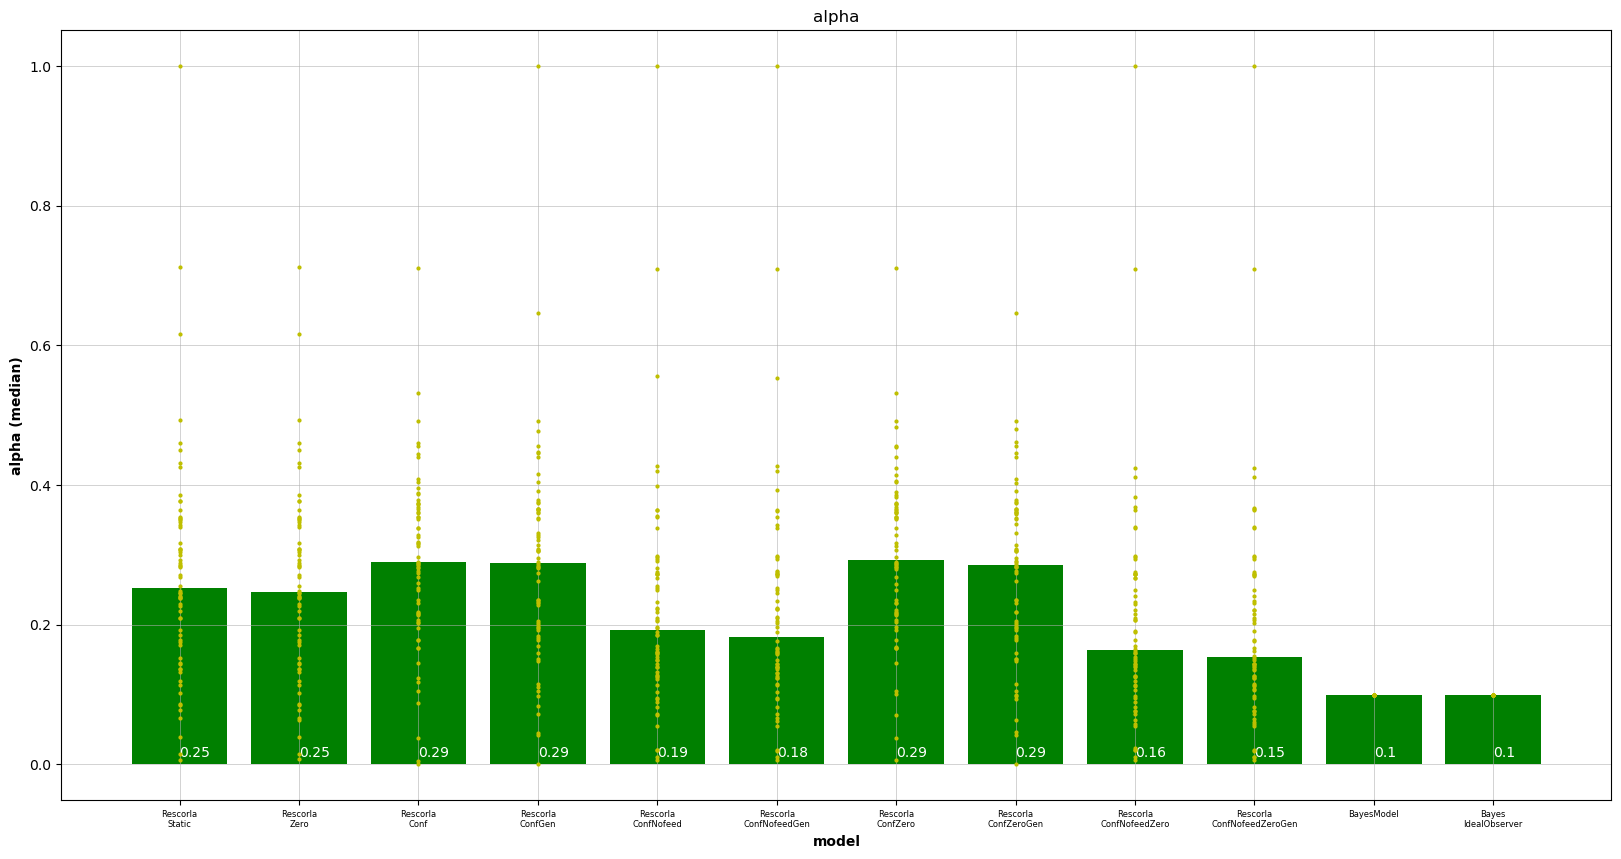 alpha
1.0
0.8
0.6
0.4
0.2
0.0
alpha (median)
0.25
0.25
0.29
0.29
0.19
0.18
0.29
0.29
0.16
0.15
0.1
0.1
Rescorla
Static
Rescorla
Zero
Rescorla
Conf
Rescorla
ConfGen
Rescorla
ConfNofeed
Rescorla
ConfNofeedGen
Rescorla
ConfZero
Rescorla
ConfZeroGen
Rescorla
ConfNofeedZero
Rescorla
ConfNofeedZeroGen
BayesModel
Bayes
IdealObserver
model